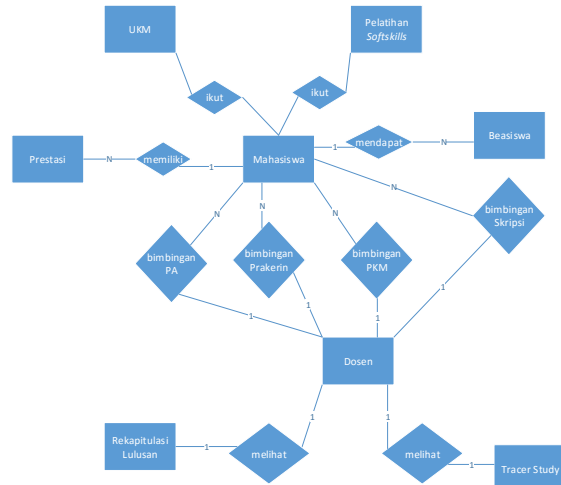 UKM
Pelatihan
Softskills
ikut
ikut
Prestasi
N
memiliki
1
Mahasiswa
1
mendapat
N
Beasiswa
N
N
N
N
bimbingan
PA
bimbingan
Prakerin
bimbingan
PKM
bimbingan
Skripsi
1
1
1
1
Dosen
1
1
Rekapitulasi
Lulusan
1
melihat
melihat
1
Tracer Study